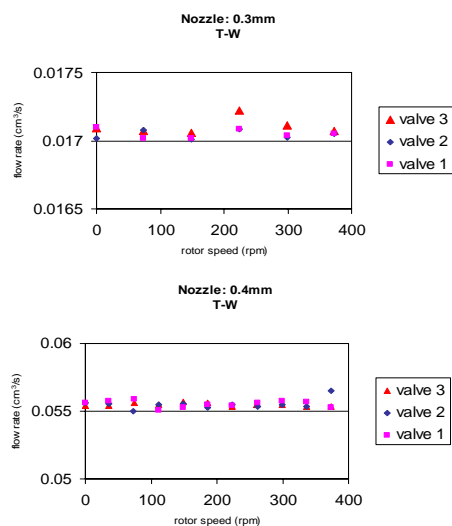 Nozzle: 0.3mm
T-W
0.0175
0.017
0.0165
flow rate (cm³/s)
0
100
200
300
400
rotor speed (rpm)
valve 3
valve 2
valve 1
Nozzle: 0.4mm
T-W
0.06
0.055
0.05
flow rate (cm³/s)
0
100
200
300
400
rotor speed (rpm)
valve 3
valve 2
valve 1